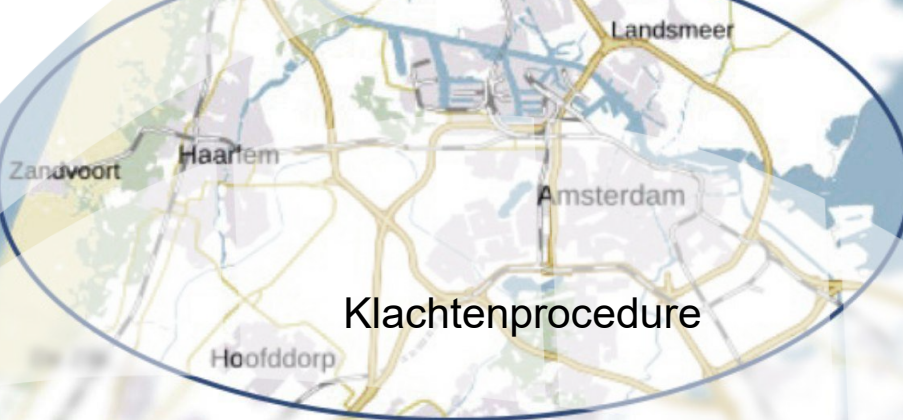 Landsmeer
Haarlem
Zandvoort
Amsterdam
Klachtenprocedure
Hoofddorp